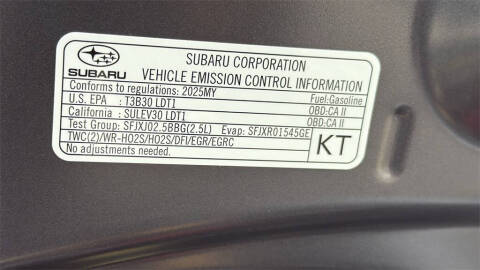 SUBARU CORPORATION
SUBARU VEHICLE EMISSION CONTROL INFORMATION
Conforms to regulations: 2025MY Fuel:Gasoline
U.S. EPA : T3B30 LDT1 OBD:CA II
California : SULEV30 LDT1 OBD:CA II
Test Group: SFJXJ02.5BBG(2.5L) Evap: SFJXR01545GE
TWC(2)/WR-HO2S/HO2S/DFI/EGR/EGRC
No adjustments needed.
KT